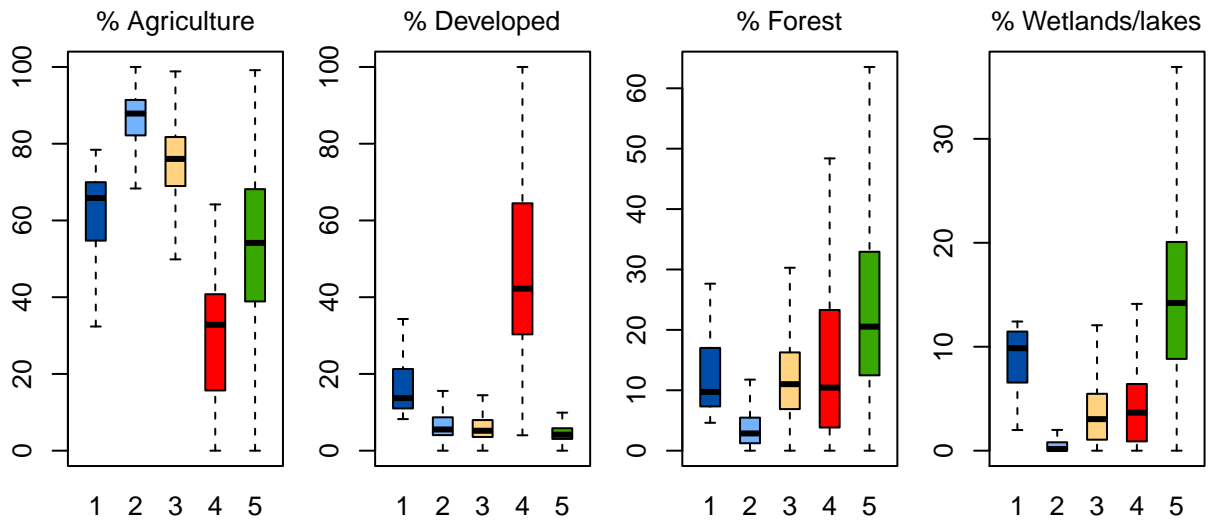 % Agriculture
0 20 40 60 80 100
1 2 3 4 5
% Developed
0 20 40 60 80 100
1 2 3 4 5
% Forest
0 10 20 30 40 50 60
1 2 3 4 5
% Wetlands/lakes
0 10 20 30
1 2 3 4 5